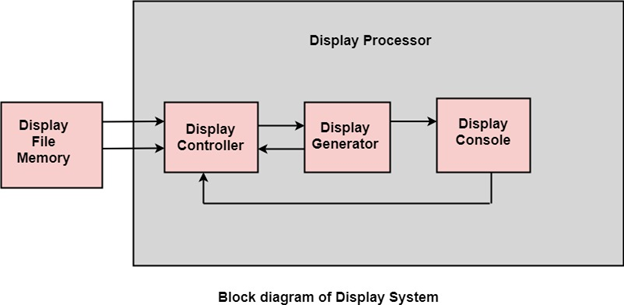 Display Processor
Display
File
Memory
Display
Controller
Display
Generator
Display
Console
Block diagram of Display System